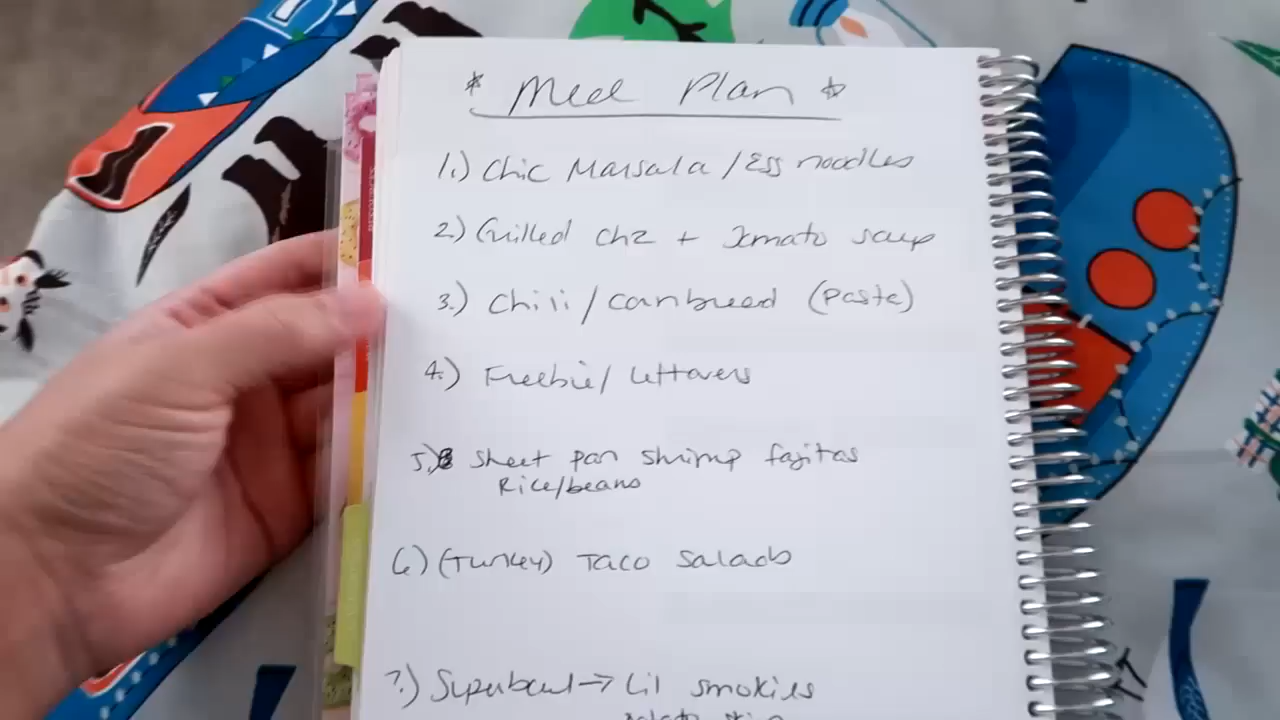 * Meal Plan *
1.) Chic Marsala / Egg noodles
2.) Grilled chz + Tomato soup
3.) Chili / Cornbread (Paste)
4.) Freebie / Leftovers
5.) Sheet pan shrimp fajitas
Rice/beans
6.) (Turkey) Taco Salads
7.) Superbowl → Lil smokies
RESOURCES